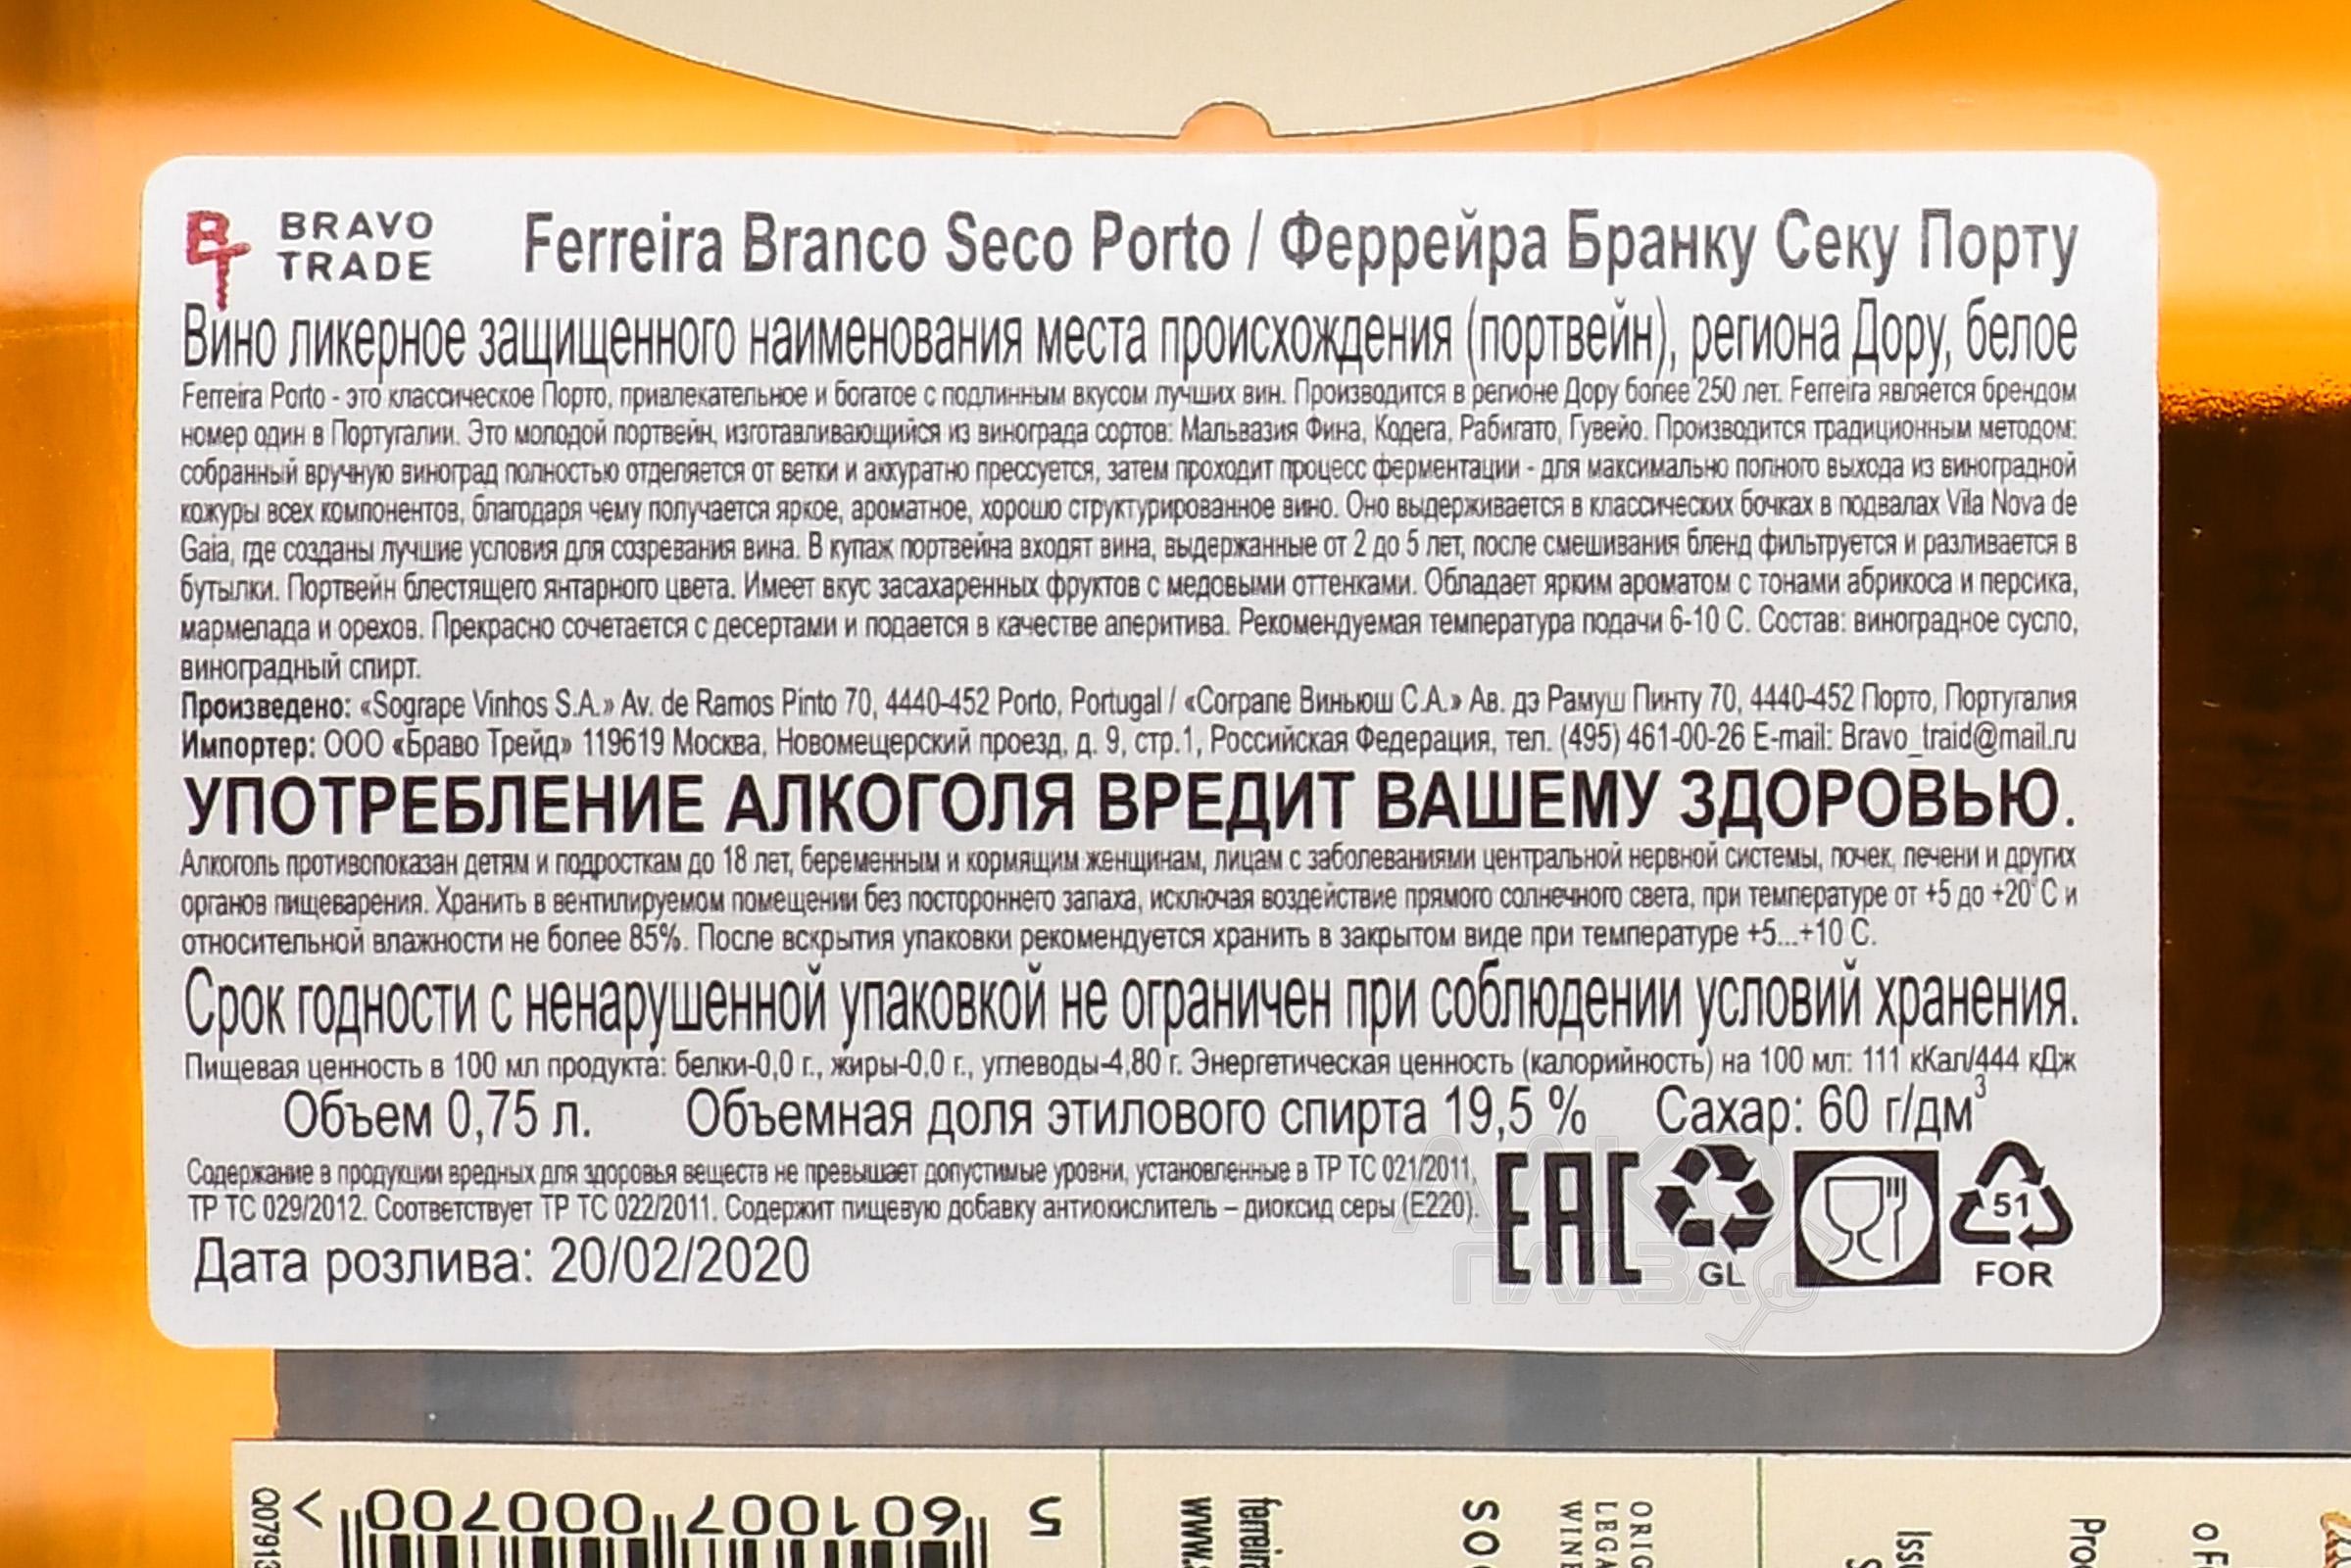 BRAVO
TRADE
Ferreira Branco Seco Porto / Феррейра Бранку Секу Порту
Вино ликерное защищенного наименования места происхождения (портвейн), региона Дору, белое
Ferreira Porto - это классическое Порто, привлекательное и богатое с подлинным вкусом лучших вин. Производится в регионе Дору более 250 лет. Ferreira является брендом
номер один в Португалии. Это молодой портвейн, изготавливающийся из винограда сортов: Мальвазия Фина, Кодега, Рабигато, Гувейо. Производится традиционным методом:
собранный вручную виноград полностью отделяется от ветки и аккуратно прессуется, затем проходит процесс ферментации - для максимально полного выхода из виноградной
кожуры всех компонентов, благодаря чему получается яркое, ароматное, хорошо структурированное вино. Оно выдерживается в классических бочках в подвалах Vila Nova de
Gaia, где созданы лучшие условия для созревания вина. В купаж портвейна входят вина, выдержанные от 2 до 5 лет, после смешивания бленд фильтруется и разливается в
бутылки. Портвейн блестящего янтарного цвета. Имеет вкус засахаренных фруктов с медовыми оттенками. Обладает ярким ароматом с тонами абрикоса и персика,
мармелада и орехов. Прекрасно сочетается с десертами и подается в качестве аперитива. Рекомендуемая температура подачи 6-10 С. Состав: виноградное сусло,
виноградный спирт.
Произведено: «Sogrape Vinhos S.A.» Av. de Ramos Pinto 70, 4440-452 Porto, Portugal / «Сограпе Виньюш С.А.» Ав. дэ Рамуш Пинту 70, 4440-452 Порто, Португалия
Импортер: ООО «Браво Трейд» 119619 Москва, Новомещерский проезд, д. 9, стр.1, Российская Федерация, тел. (495) 461-00-26 E-mail: Bravo_traid@mail.ru
УПОТРЕБЛЕНИЕ АЛКОГОЛЯ ВРЕДИТ ВАШЕМУ ЗДОРОВЬЮ.
Алкоголь противопоказан детям и подросткам до 18 лет, беременным и кормящим женщинам, лицам с заболеваниями центральной нервной системы, почек, печени и других
органов пищеварения. Хранить в вентилируемом помещении без постороннего запаха, исключая воздействие прямого солнечного света, при температуре от +5 до +20°С и
относительной влажности не более 85%. После вскрытия упаковки рекомендуется хранить в закрытом виде при температуре +5...+10 С.
Срок годности с ненарушенной упаковкой не ограничен при соблюдении условий хранения.
Пищевая ценность в 100 мл продукта: белки-0,0 г., жиры-0,0 г., углеводы-4,80 г. Энергетическая ценность (калорийность) на 100 мл: 111 кКал/444 кДж
Объем 0,75 л. Объемная доля этилового спирта 19,5 % Сахар: 60 г/дм³
Содержание в продукции вредных для здоровья веществ не превышает допустимые уровни, установленные в ТР ТС 021/2011,
ТР ТС 029/2012. Соответствует ТР ТС 022/2011. Содержит пищевую добавку антиокислитель – диоксид серы (Е220).
Дата розлива: 20/02/2020
EAC
GL
51
FOR
АЛКО
ПЛАЗА
5 601007 000700 >